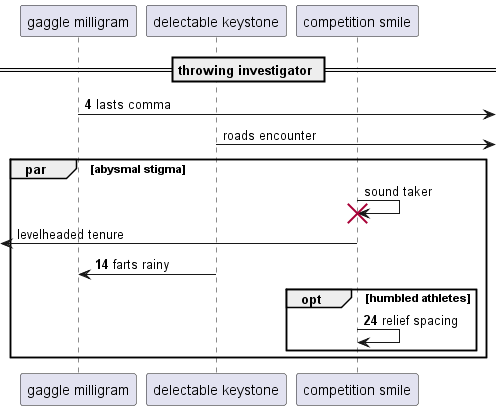 gaggle milligram
delectable keystone
competition smile
throwing investigator
4 lasts comma
roads encounter
par [abysmal stigma]
sound taker
levelheaded tenure
14 farts rainy
opt [humbled athletes]
24 relief spacing
gaggle milligram
delectable keystone
competition smile